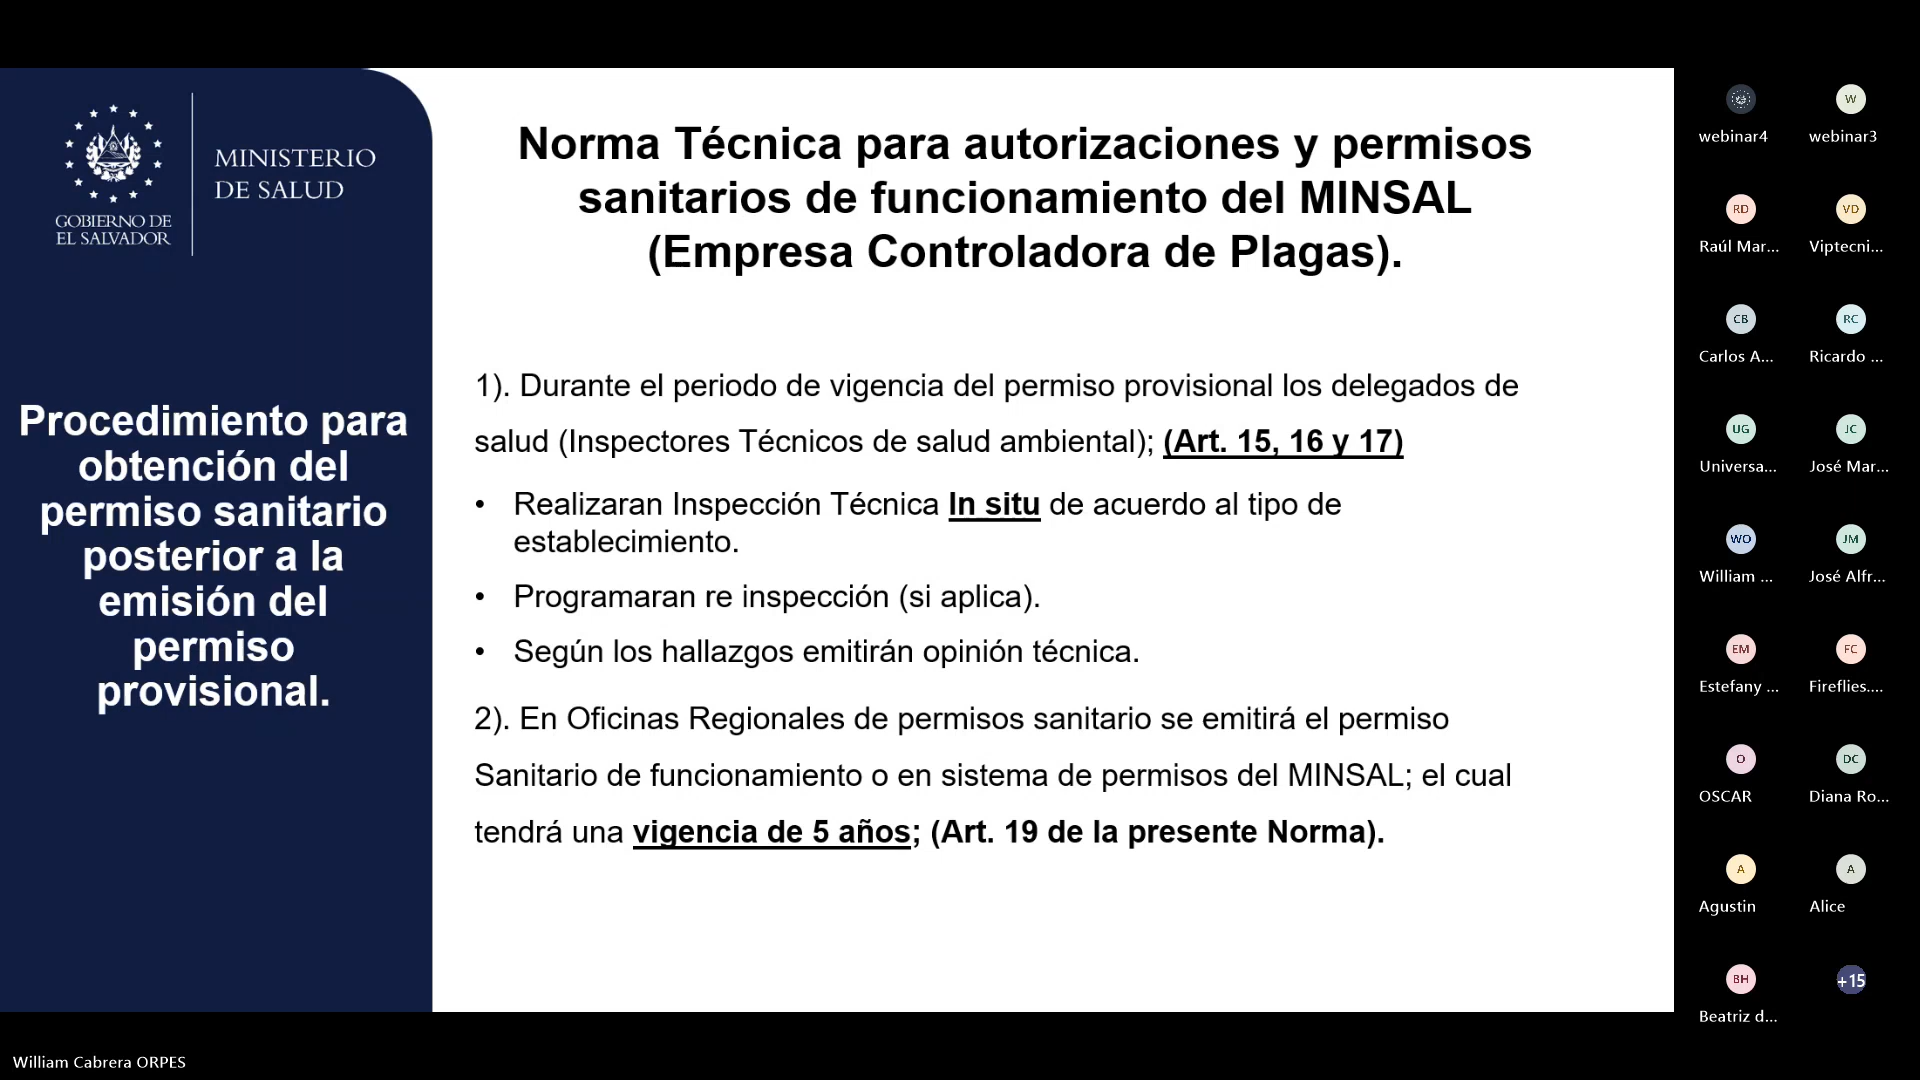 GOBIERNO DE
EL SALVADOR
MINISTERIO
DE SALUD
Procedimiento para
obtención del
permiso sanitario
posterior a la
emisión del
permiso
provisional.
Norma Técnica para autorizaciones y permisos
sanitarios de funcionamiento del MINSAL
(Empresa Controladora de Plagas).
1). Durante el periodo de vigencia del permiso provisional los delegados de
salud (Inspectores Técnicos de salud ambiental); (Art. 15, 16 y 17)
• Realizaran Inspección Técnica In situ de acuerdo al tipo de
establecimiento.
• Programaran re inspección (si aplica).
• Según los hallazgos emitirán opinión técnica.
2). En Oficinas Regionales de permisos sanitario se emitirá el permiso
Sanitario de funcionamiento o en sistema de permisos del MINSAL; el cual
tendrá una vigencia de 5 años; (Art. 19 de la presente Norma).
W
webinar4 webinar3
RD VD
Raúl Mar... Viptecni...
CB RC
Carlos A... Ricardo ...
UG JC
Universa... José Mar...
WO JM
William ... José Alfr...
EM FC
Estefany ... Fireflies....
O DC
OSCAR Diana Ro...
A A
Agustin Alice
BH +15
Beatriz d...
William Cabrera ORPES